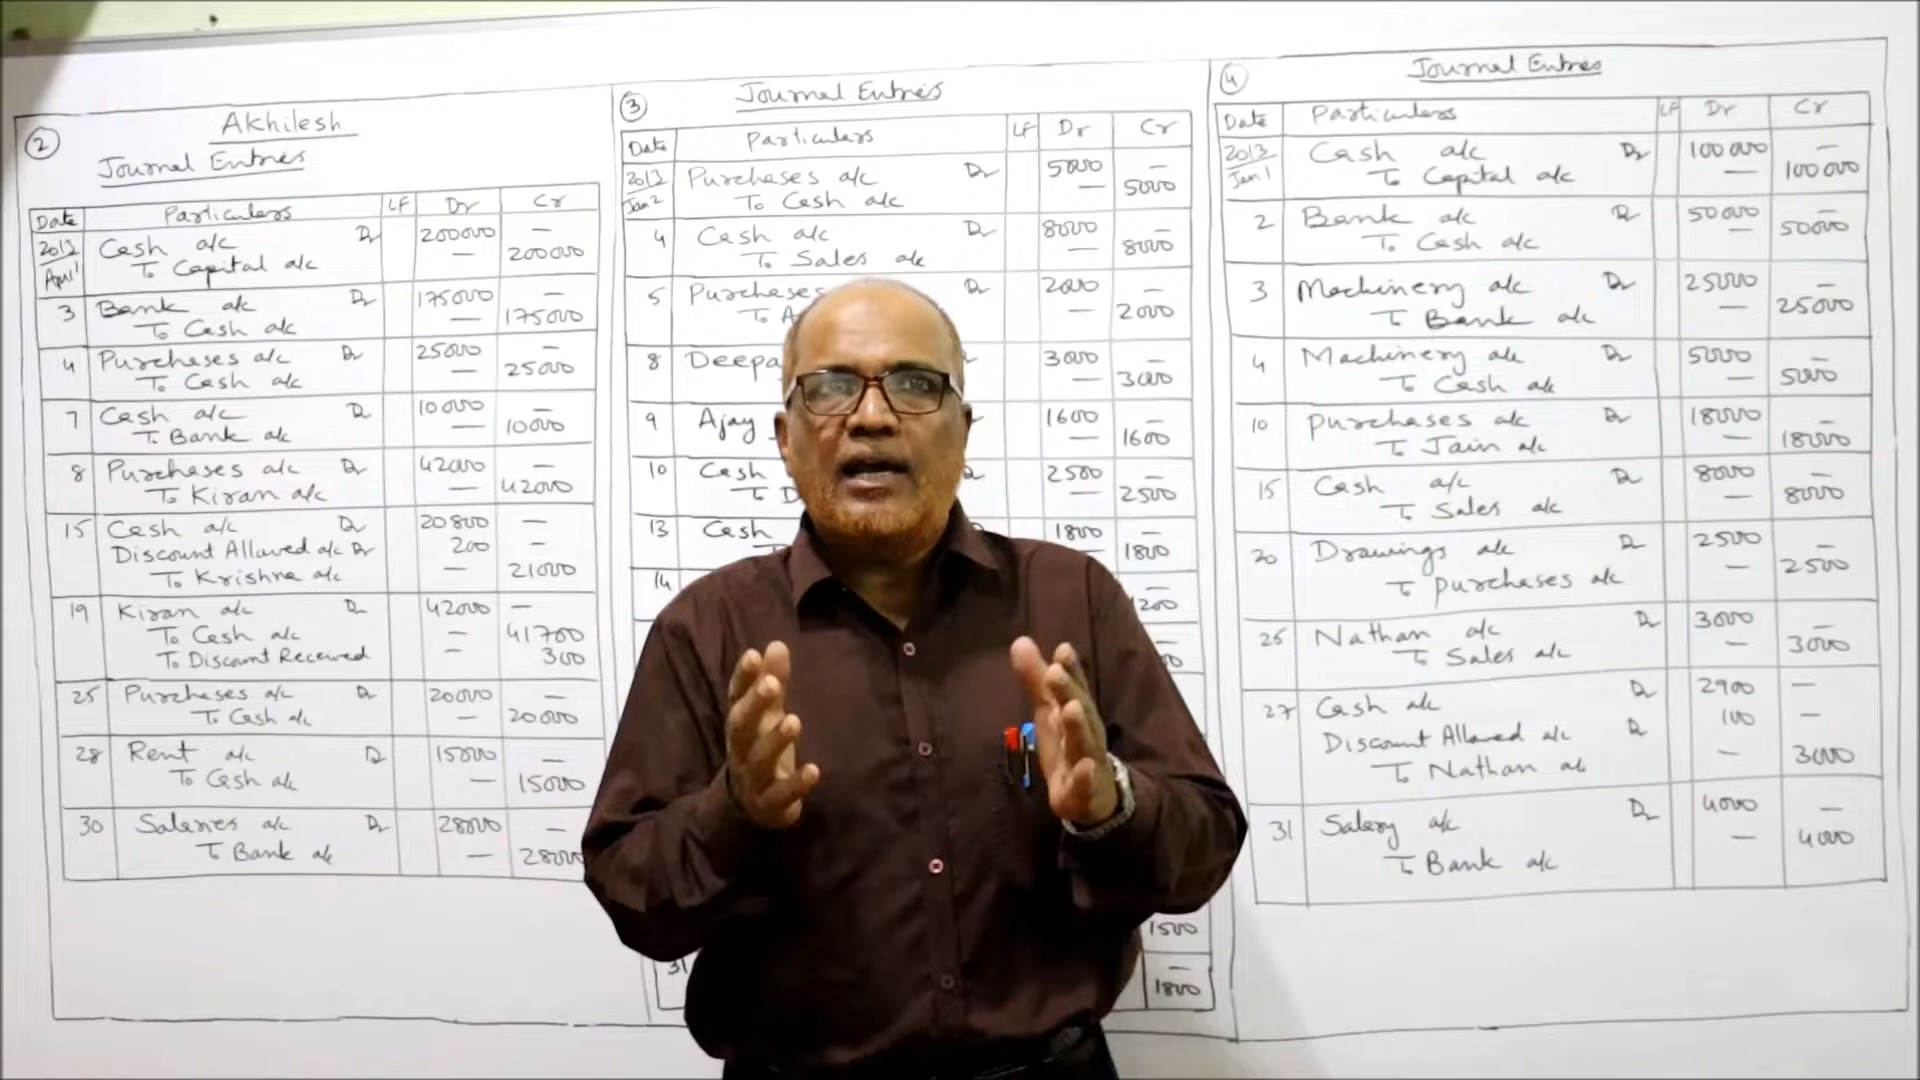 2
Akhilesh
Journal Entries
Date Particulars LF Dr Cr
2013 Cash a/c Dr 200000 —
Apr 1 To Capital a/c — 200000
3 Bank a/c Dr 175000 —
To Cash a/c — 175000
4 Purchases a/c Dr 25000 —
To Cash a/c — 25000
7 Cash a/c Dr 10000 —
To Bank a/c — 10000
8 Purchases a/c Dr 42000 —
To Kiran a/c — 42000
15 Cash a/c Dr 20800 —
Discount Allowed a/c Dr 200 —
To Krishna a/c — 21000
19 Kiran a/c Dr 42000 —
To Cash a/c — 41700
To Discount Received — 300
25 Purchases a/c Dr 20000 —
To Cash a/c — 20000
28 Rent a/c Dr 15000 —
To Cash a/c — 15000
30 Salaries a/c Dr 28000 —
To Bank a/c — 28000
3
Journal Entries
Date Particulars LF Dr Cr
2013 Purchases a/c Dr 5000 —
Jan 2 To Cash a/c — 5000
4 Cash a/c Dr 8000 —
To Sales a/c — 8000
5 Purchases Dr 2000 —
To A — 2000
8 Deepa 3000 —
— 3000
9 Ajay 1600 —
— 1600
10 Cash Dr 2500 —
To D — 2500
13 Cash 1800 —
1800
14
1200
—
1500
31 —
1800
4
Journal Entries
Date Particulars LF Dr Cr
2013 Cash a/c Dr 100000 —
Jan 1 To Capital a/c — 100000
2 Bank a/c Dr 50000 —
To Cash a/c — 50000
3 Machinery a/c Dr 25000 —
To Bank a/c — 25000
4 Machinery a/c Dr 5000 —
To Cash a/c — 5000
10 Purchases a/c Dr 18000 —
To Jain a/c — 18000
15 Cash a/c Dr 8000 —
To Sales a/c — 8000
20 Drawings a/c Dr 2500 —
To Purchases a/c — 2500
25 Nathan a/c Dr 3000 —
To Sales a/c — 3000
27 Cash a/c Dr 2900 —
Discount Allowed a/c Dr 100 —
To Nathan a/c — 3000
31 Salary a/c Dr 4000 —
To Bank a/c — 4000